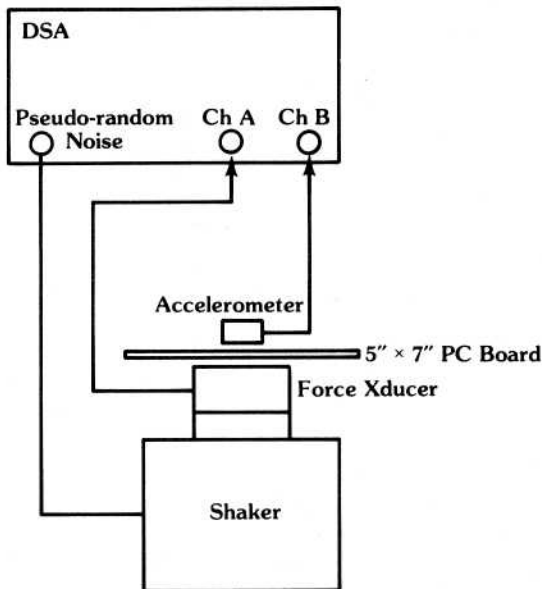 DSA
Pseudo-random
Noise
Ch A
Ch B
Accelerometer
5″ × 7″ PC Board
Force Xducer
Shaker